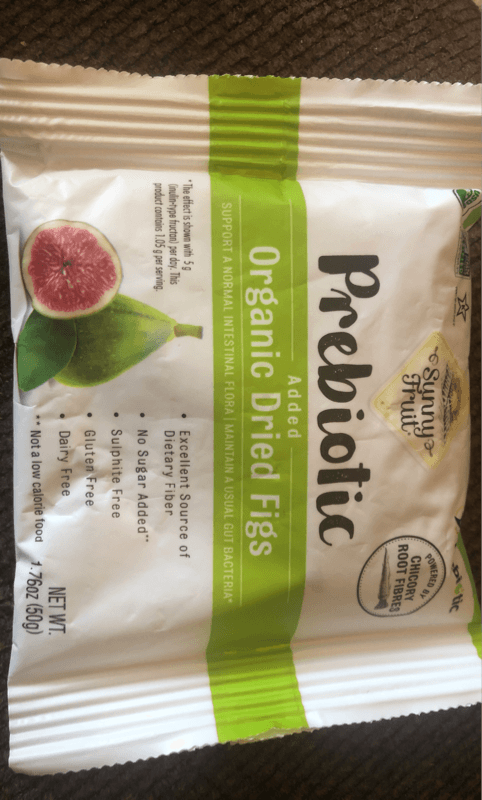 Sunny
Fruit
Prebiotic
Added
Organic Dried Figs
SUPPORT A NORMAL INTESTINAL FLORA | MAINTAIN A USUAL GUT BACTERIA*
POWERED BY
CHICORY
ROOT FIBRES
*The effect is shown with 5 g
(inulin-type fructan) per day. This
product contains 1,05 g per serving.
• Excellent Source of
Dietary Fiber
• No Sugar Added**
• Sulphite Free
• Gluten Free
• Dairy Free
** Not a low calorie food
NET WT.
1.76oz (50g)